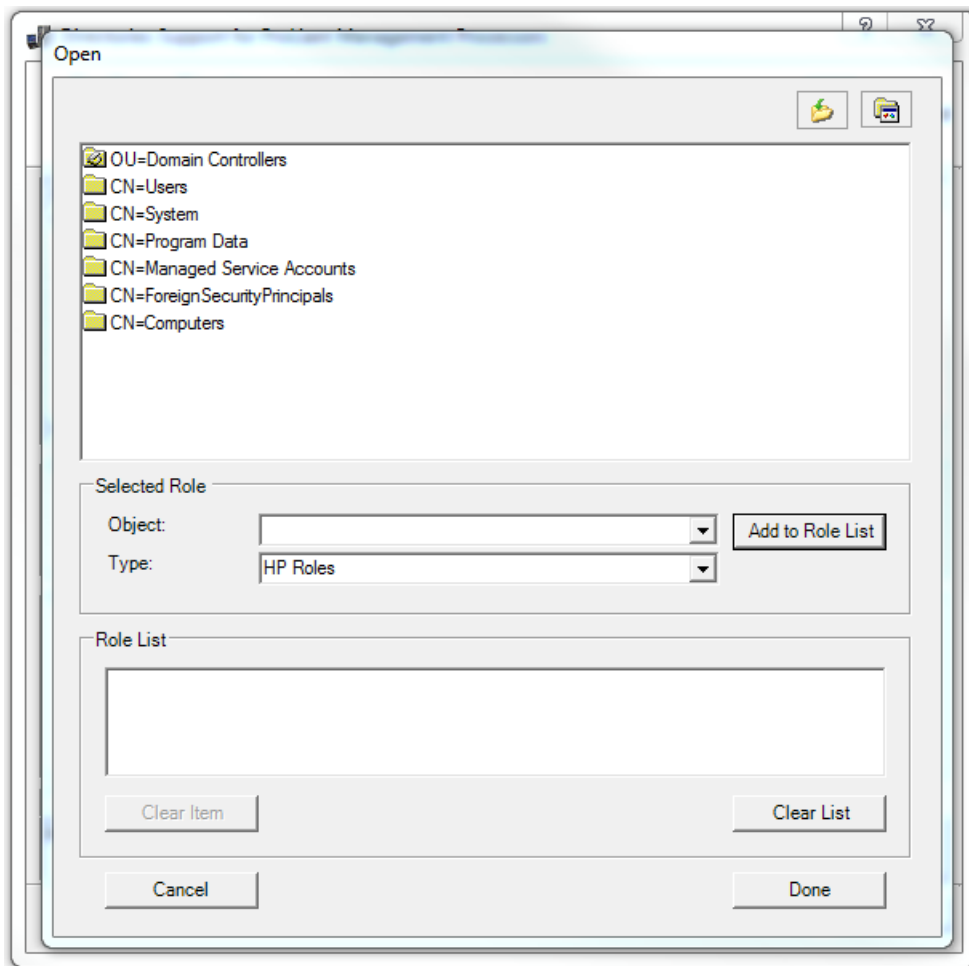 Open
OU=Domain Controllers
CN=Users
CN=System
CN=Program Data
CN=Managed Service Accounts
CN=ForeignSecurityPrincipals
CN=Computers
Selected Role
Object:
Add to Role List
Type:
HP Roles
Role List
Clear Item
Clear List
Cancel
Done